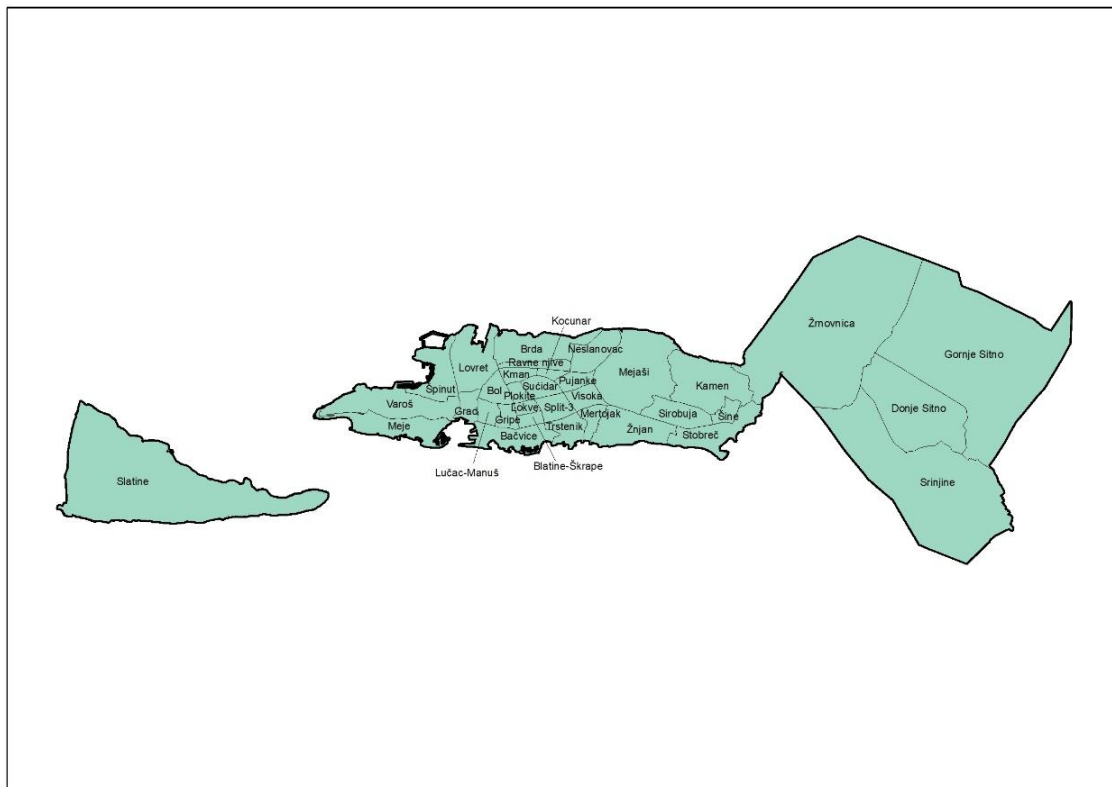 Kocunar
Žrnovnica
Brda
Neslanovac
Ravne njive
Lovret
Kman
Mejaši
Gornje Sitno
Sućidar
Pujanke
Kamen
Spinut
Bol
Plokite
Visoka
Varoš
Lokve
Split-3
Donje Sitno
Grad
Mertojak
Sirobuja
Šine
Gripe
Meje
Trstenik
Žnjan
Bačvice
Stobreč
Blatine-Škrape
Lučac-Manuš
Slatine
Srinjine